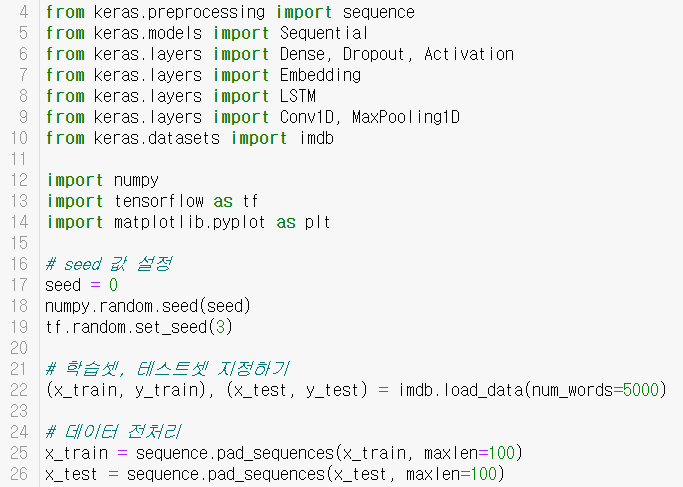 4 from keras.preprocessing import sequence
5 from keras.models import Sequential
6 from keras.layers import Dense, Dropout, Activation
7 from keras.layers import Embedding
8 from keras.layers import LSTM
9 from keras.layers import Conv1D, MaxPooling1D
10 from keras.datasets import imdb
11
12 import numpy
13 import tensorflow as tf
14 import matplotlib.pyplot as plt
15
16 # seed 값 설정
17 seed = 0
18 numpy.random.seed(seed)
19 tf.random.set_seed(3)
20
21 # 학습셋, 테스트셋 지정하기
22 (x_train, y_train), (x_test, y_test) = imdb.load_data(num_words=5000)
23
24 # 데이터 전처리
25 x_train = sequence.pad_sequences(x_train, maxlen=100)
26 x_test = sequence.pad_sequences(x_test, maxlen=100)